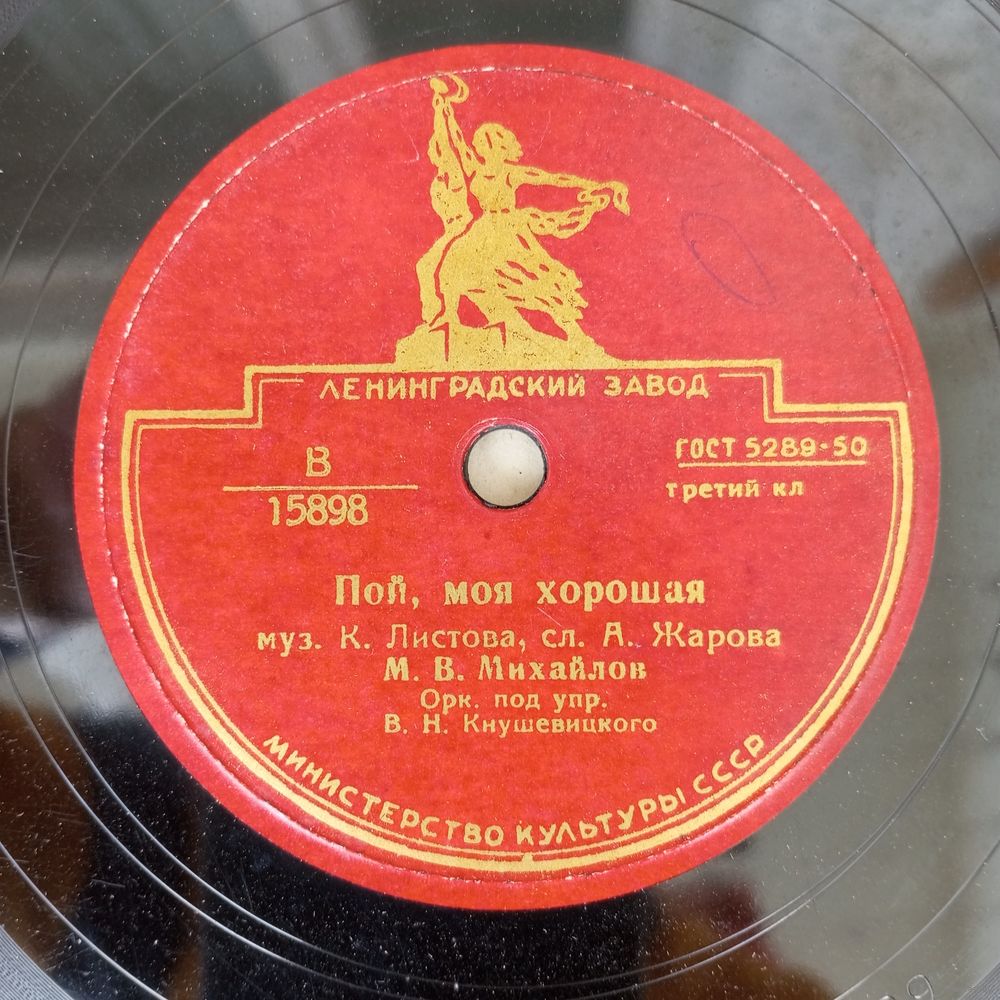 ЛЕНИНГРАДСКИЙ ЗАВОД
В
15898
ГОСТ 5289-50
третий кл
Пой, моя хорошая
муз. К. Листова, сл. А. Жарова
М. В. Михайлов
Орк. под упр.
В. Н. Кнушевицкого
МИНИСТЕРСТВО КУЛЬТУРЫ СССР